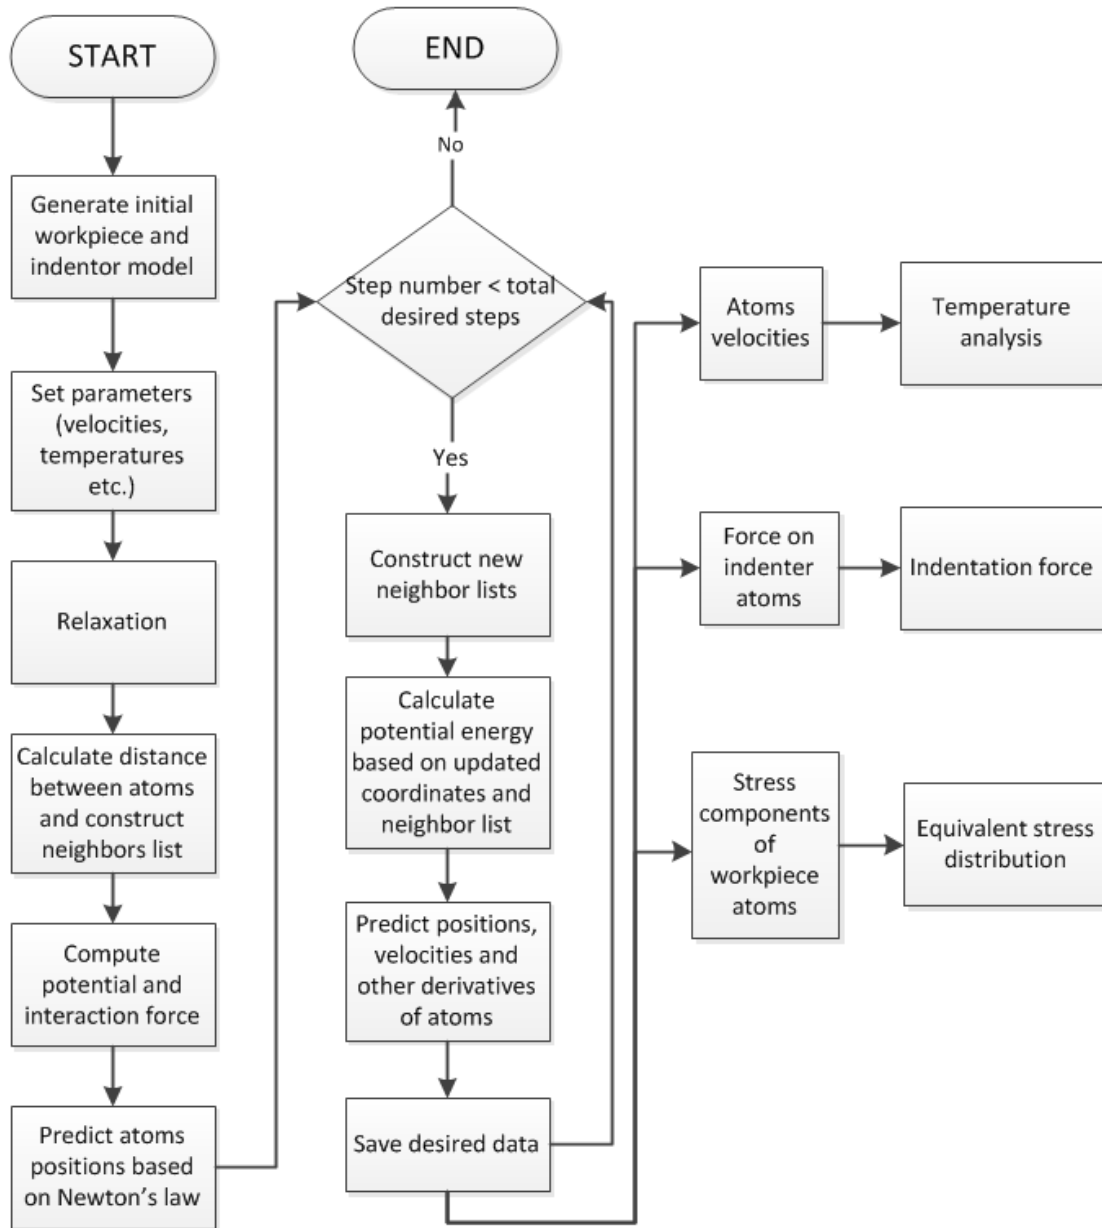 START
Generate initial
workpiece and
indentor model
Set parameters
(velocities,
temperatures
etc.)
Relaxation
Calculate distance
between atoms
and construct
neighbors list
Compute
potential and
interaction force
Predict atoms
positions based
on Newton's law
END
No
Step number < total
desired steps
Yes
Construct new
neighbor lists
Calculate
potential energy
based on updated
coordinates and
neighbor list
Predict positions,
velocities and
other derivatives
of atoms
Save desired data
Atoms
velocities
Temperature
analysis
Force on
indenter
atoms
Indentation force
Stress
components
of
workpiece
atoms
Equivalent stress
distribution